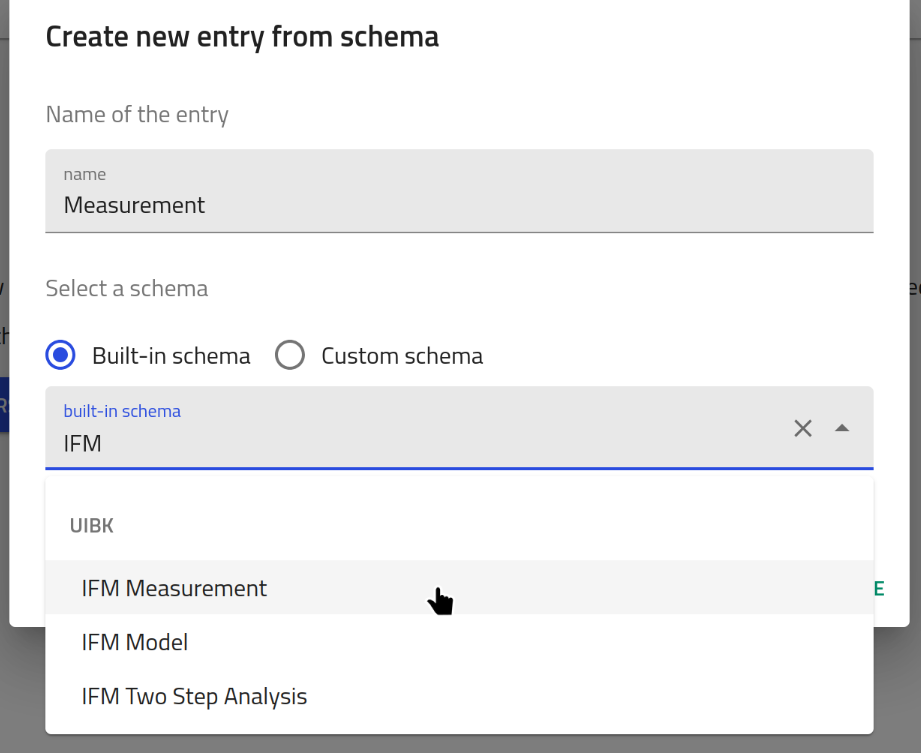 Create new entry from schema
Name of the entry
name
Measurement
Select a schema
Built-in schema
Custom schema
built-in schema
IFM
UIBK
IFM Measurement
IFM Model
IFM Two Step Analysis